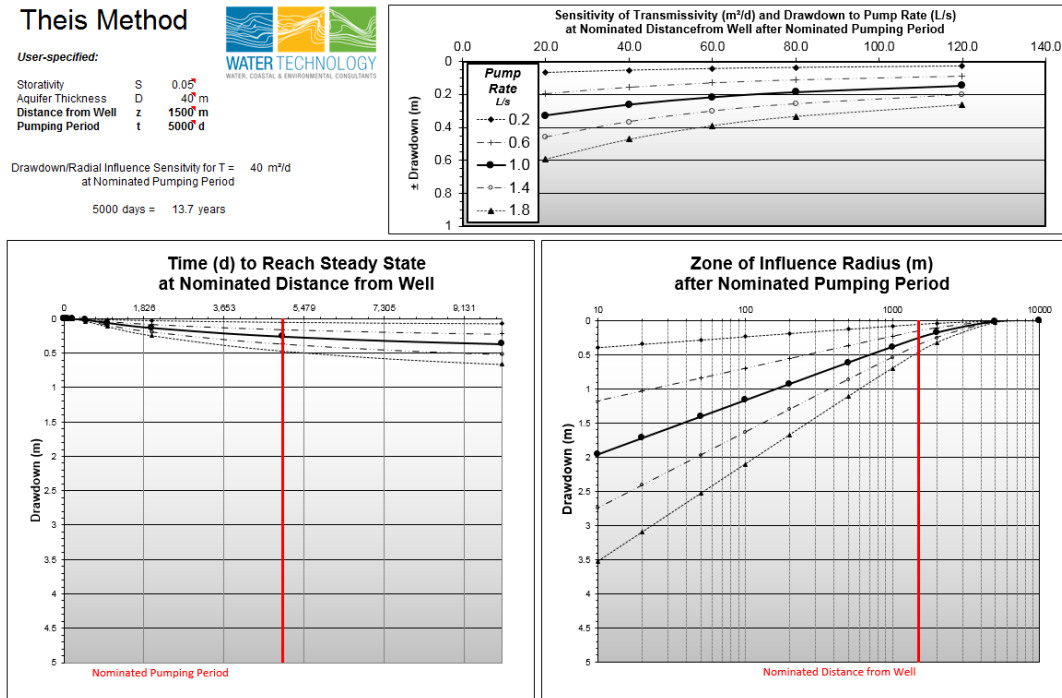 Theis Method
User-specified:
Storativity S 0.05
Aquifer Thickness D 40 m
Distance from Well z 1500 m
Pumping Period t 5000 d
Drawdown/Radial Influence Sensitvity for T = 40 m²/d
at Nominated Pumping Period
5000 days = 13.7 years
WATER TECHNOLOGY
WATER, COASTAL & ENVIRONMENTAL CONSULTANTS
Sensitivity of Transmissivity (m²/d) and Drawdown to Pump Rate (L/s)
at Nominated Distancefrom Well after Nominated Pumping Period
0.0 20.0 40.0 60.0 80.0 100.0 120.0 140.0
± Drawdown (m)
0
0.2
0.4
0.6
0.8
1
Pump
Rate
L/s
0.2
0.6
1.0
1.4
1.8
Time (d) to Reach Steady State
at Nominated Distance from Well
0 1,826 3,653 5,479 7,305 9,131
Drawdown (m)
0
0.5
1
1.5
2
2.5
3
3.5
4
4.5
5
Nominated Pumping Period
Zone of Influence Radius (m)
after Nominated Pumping Period
10 100 1000 10000
Drawdown (m)
0
0.5
1
1.5
2
2.5
3
3.5
4
4.5
5
Nominated Distance from Well